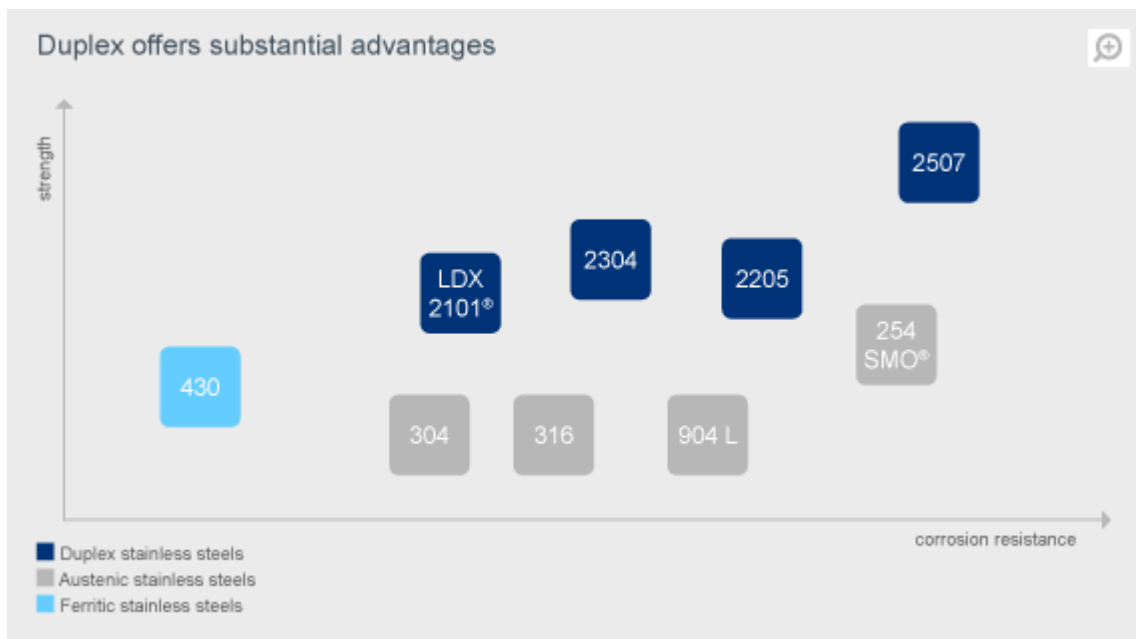 Duplex offers substantial advantages
strength
2507
2304
LDX
2101®
2205
254
SMO®
430
304
316
904 L
corrosion resistance
Duplex stainless steels
Austenic stainless steels
Ferritic stainless steels